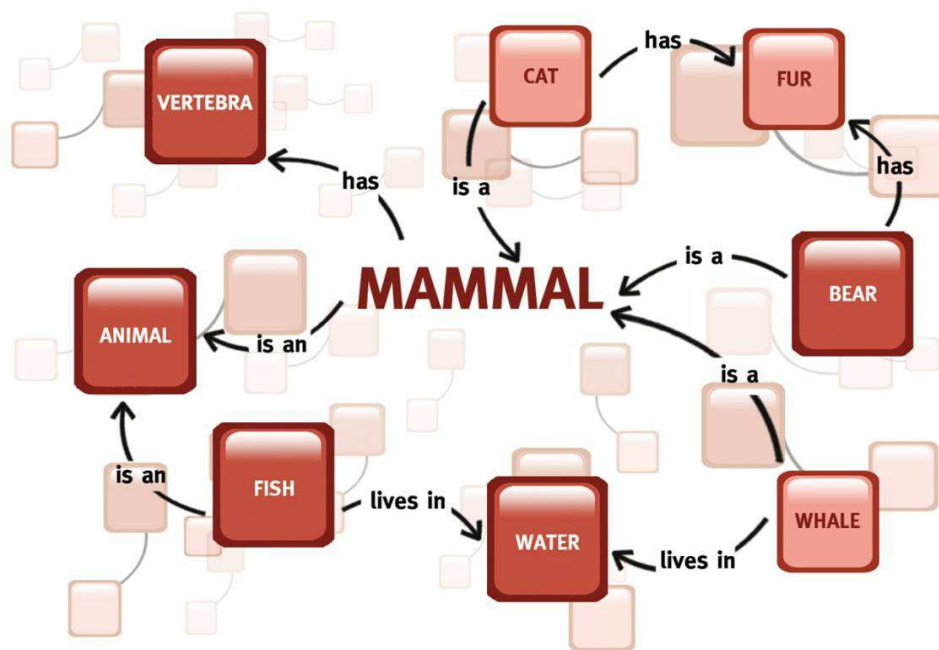 CAT
has
FUR
VERTEBRA
has
is a
has
MAMMAL
is a
BEAR
ANIMAL
is an
is a
is an
FISH
lives in
WATER
WHALE
lives in